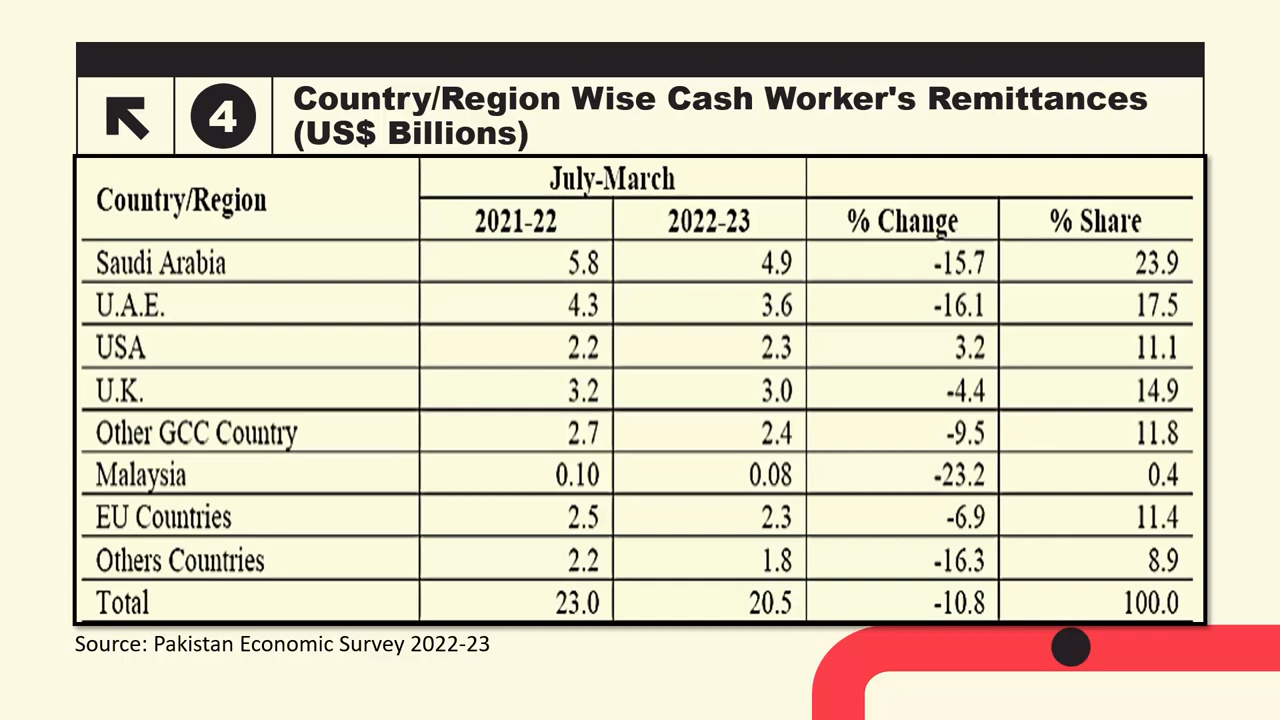 4
Country/Region Wise Cash Worker's Remittances
(US$ Billions)
Country/Region July-March
2021-22 2022-23 % Change % Share
Saudi Arabia 5.8 4.9 -15.7 23.9
U.A.E. 4.3 3.6 -16.1 17.5
USA 2.2 2.3 3.2 11.1
U.K. 3.2 3.0 -4.4 14.9
Other GCC Country 2.7 2.4 -9.5 11.8
Malaysia 0.10 0.08 -23.2 0.4
EU Countries 2.5 2.3 -6.9 11.4
Others Countries 2.2 1.8 -16.3 8.9
Total 23.0 20.5 -10.8 100.0
Source: Pakistan Economic Survey 2022-23